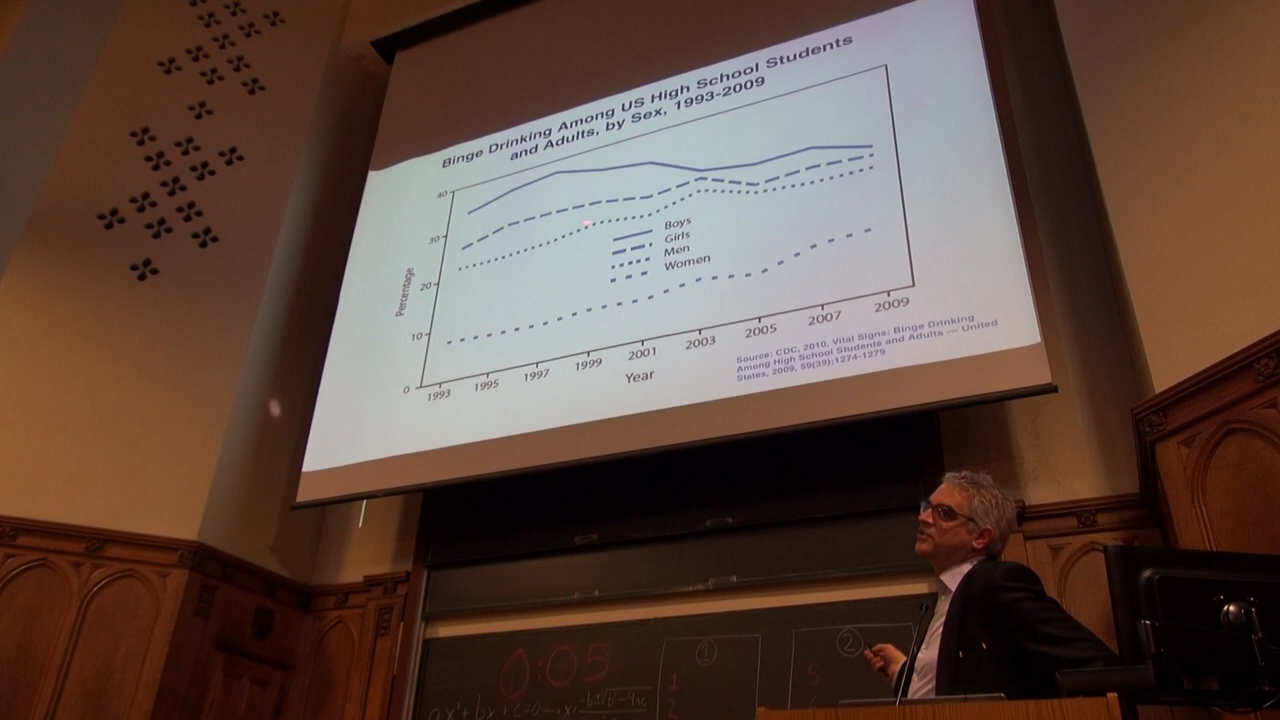 Binge Drinking Among US High School Students
and Adults, by Sex, 1993-2009
40
30
20
10
0
Percentage
Boys
Girls
Men
Women
1993
1995
1997
1999
2001
2003
2005
2007
2009
Year
Source: CDC, 2010, Vital Signs: Binge Drinking
Among High School Students and Adults — United
States, 2009, 59(39);1274-1279
0:05
1
2
1
2
5